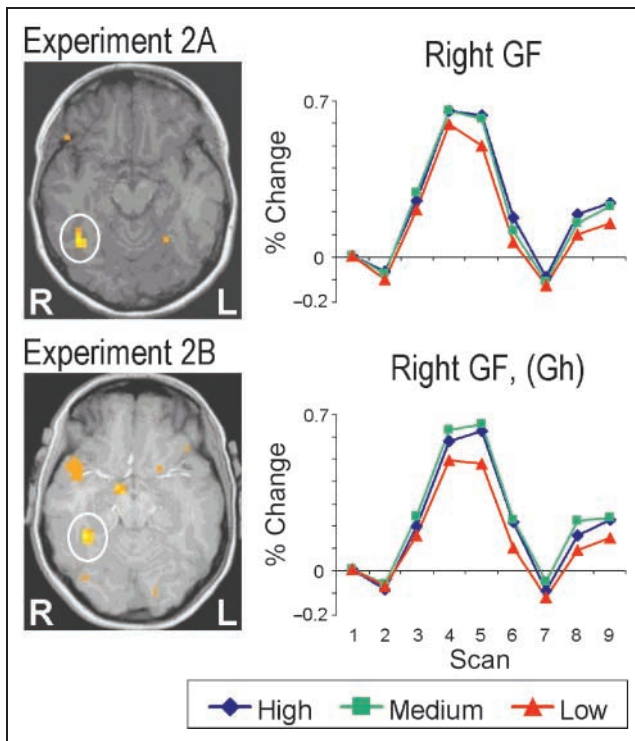 Experiment 2A
Right GF
% Change
0.7
0
−0.2
R L
Experiment 2B
Right GF, (Gh)
% Change
0.7
0
−0.2
R L
1 2 3 4 5 6 7 8 9
Scan
High Medium Low